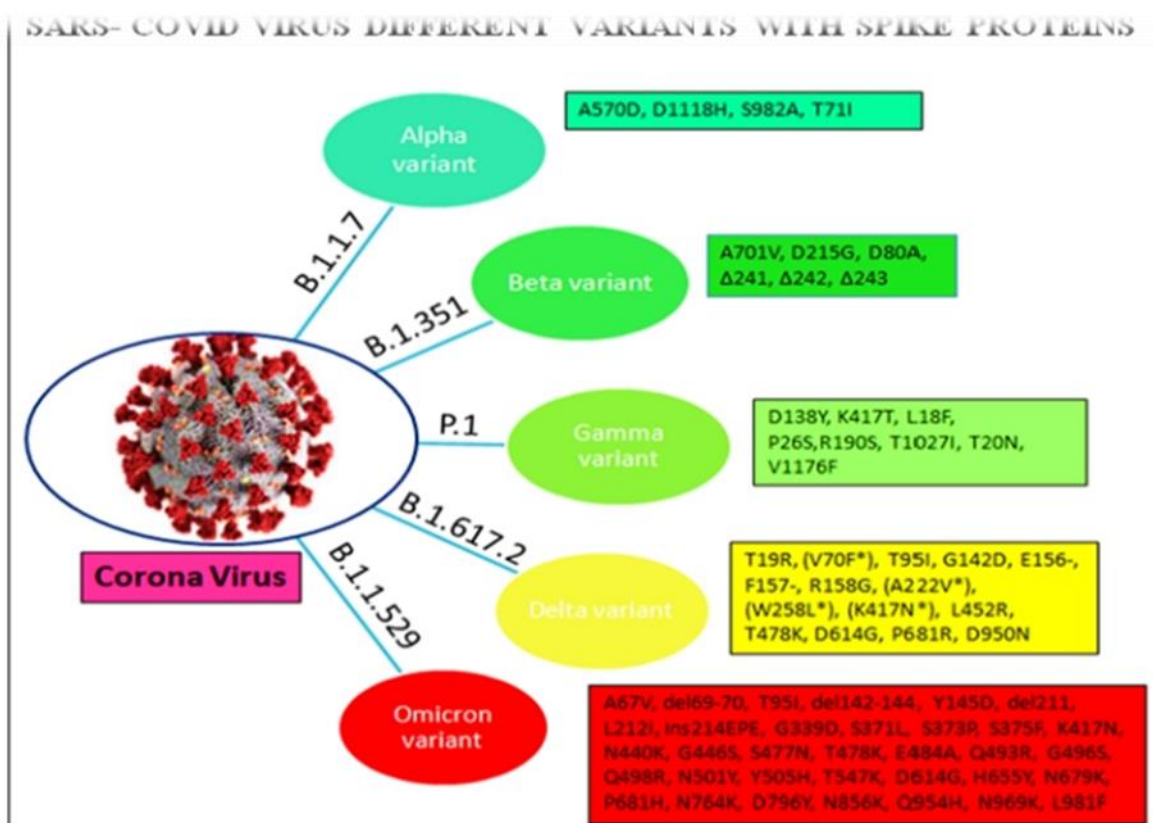 SARS- COVID VIRUS DIFFERENT VARIANTS WITH SPIKE PROTEINS
Alpha
variant
A570D, D1118H, S982A, T71I
B.1.1.7
Beta variant
A701V, D215G, D80A,
Δ241, Δ242, Δ243
B.1.351
P.1
Gamma
variant
D138Y, K417T, L18F,
P26S,R190S, T1027I, T20N,
V1176F
B.1.617.2
Delta variant
T19R, (V70F*), T95I, G142D, E156-,
F157-, R158G, (A222V*),
(W258L*), (K417N*), L452R,
T478K, D614G, P681R, D950N
Corona Virus
B.1.1.529
Omicron
variant
A67V, del69-70, T95I, del142-144, Y145D, del211,
L212I, Ins214EPE, G339D, S371L, S373P, S375F, K417N,
N440K, G446S, S477N, T478K, E484A, Q493R, G496S,
Q498R, N501Y, Y505H, T547K, D614G, H655Y, N679K,
P681H, N764K, D796Y, N856K, Q954H, N969K, L981F